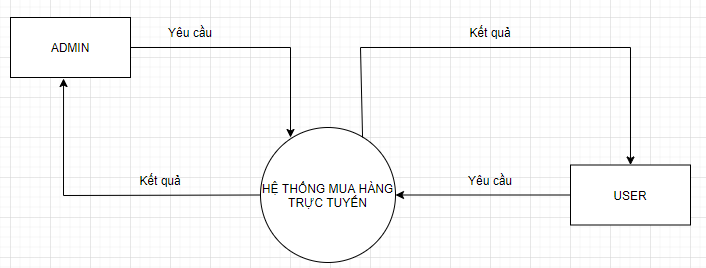 ADMIN
Yêu cầu
Kết quả
Kết quả
HỆ THỐNG MUA HÀNG
TRỰC TUYẾN
Yêu cầu
USER